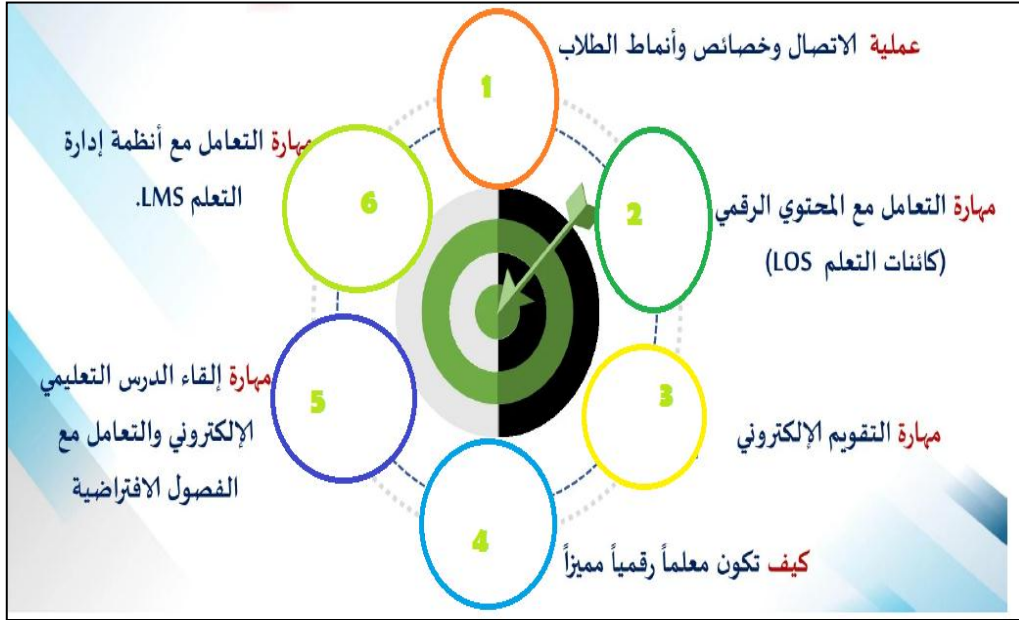 1
عملية الاتصال وخصائص وأنماط الطلاب
2
مهارة التعامل مع المحتوي الرقمي
(كائنات التعلم LOS)
3
مهارة التقويم الإلكتروني
4
كيف تكون معلماً رقمياً مميزاً
5
مهارة إلقاء الدرس التعليمي
الإلكتروني والتعامل مع
الفصول الافتراضية
6
مهارة التعامل مع أنظمة إدارة
التعلم LMS.